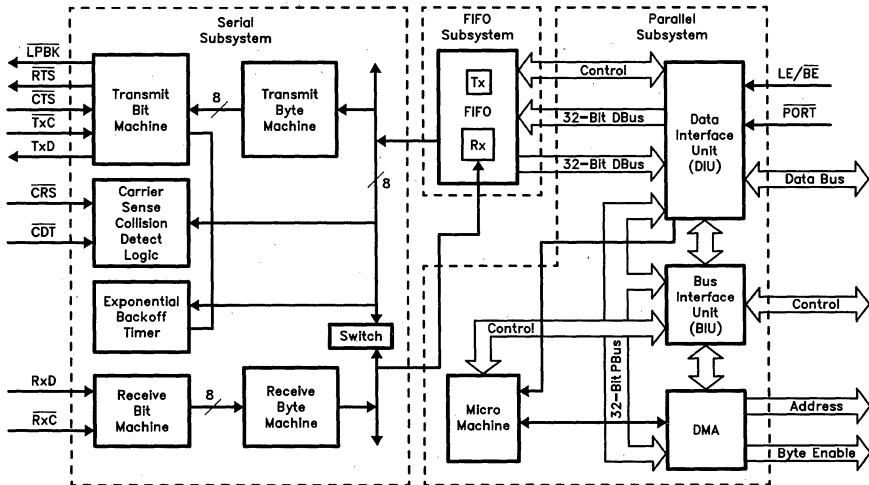 Serial
Subsystem
FIFO
Subsystem
Parallel
Subsystem
LPBK
RTS
CTS
TxC
TxD
Transmit
Bit
Machine
8
Transmit
Byte
Machine
8
Tx
FIFO
Rx
Control
32-Bit DBus
32-Bit DBus
Data
Interface
Unit
(DIU)
LE/BE
PORT
Data Bus
CRS
CDT
Carrier
Sense
Collision
Detect
Logic
Exponential
Backoff
Timer
Switch
Control
32-Bit PBus
Bus
Interface
Unit
(BIU)
Control
RxD
RxC
Receive
Bit
Machine
8
Receive
Byte
Machine
Micro
Machine
DMA
Address
Byte Enable